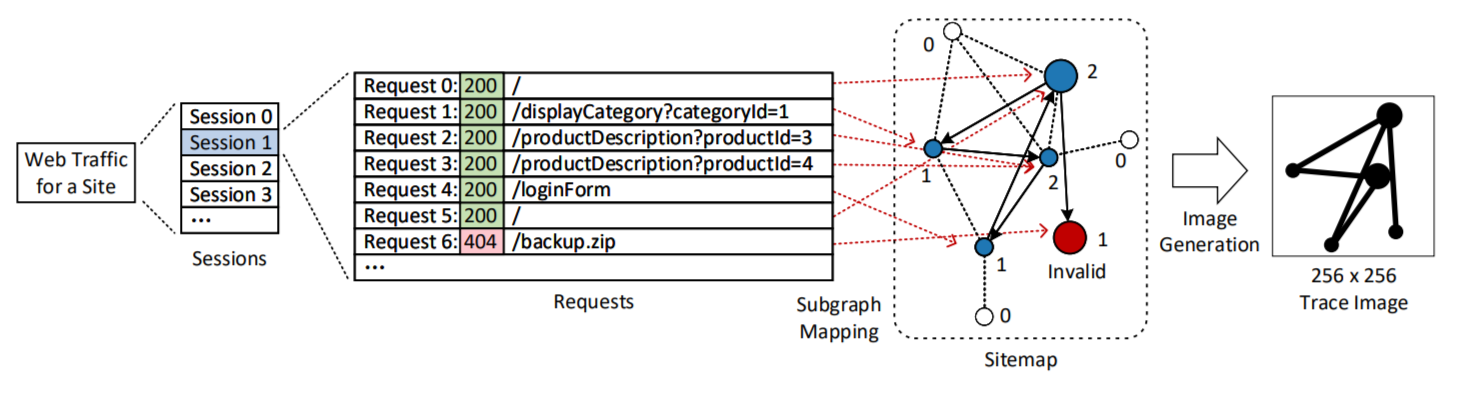 Web Traffic
for a Site
Session 0
Session 1
Session 2
Session 3
...
Sessions
Request 0: 200 /
Request 1: 200 /displayCategory?categoryId=1
Request 2: 200 /productDescription?productId=3
Request 3: 200 /productDescription?productId=4
Request 4: 200 /loginForm
Request 5: 200 /
Request 6: 404 /backup.zip
...
Requests
Subgraph
Mapping
0
2
1
2
0
1
1
Invalid
0
Sitemap
Image
Generation
256 x 256
Trace Image